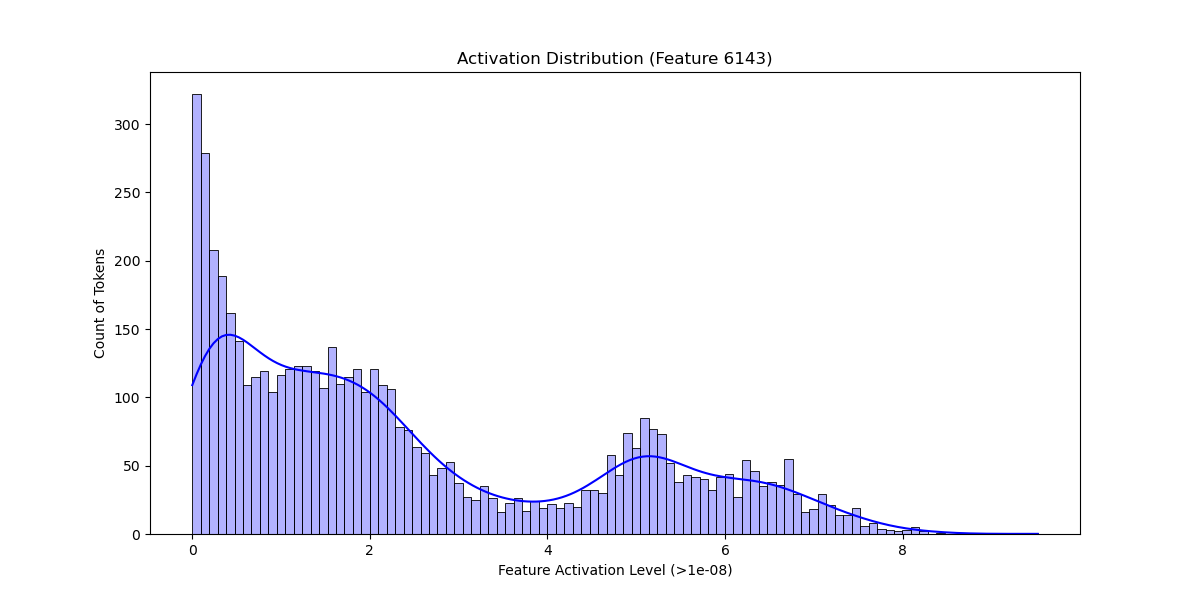 Activation Distribution (Feature 6143)
Count of Tokens
300
250
200
150
100
50
0
0 2 4 6 8
Feature Activation Level (>1e-08)